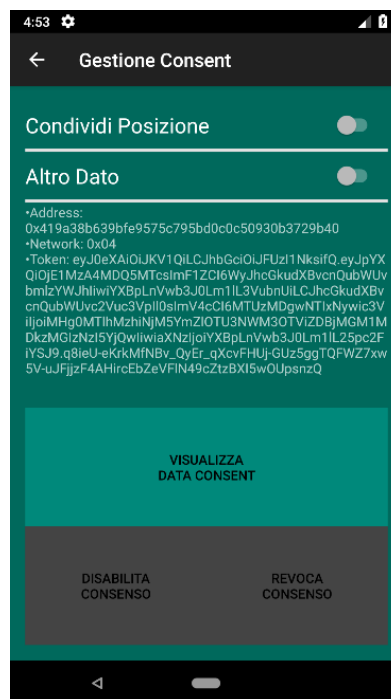 4:53
Gestione Consent
Condividi Posizione
Altro Dato
•Address:
0x419a38b639bfe9575c795bd0c0c50930b3729b40
•Network: 0x04
•Token: eyJ0eXAiOiJKV1QiLCJhbGciOiJFUzI1NksifQ.eyJpYX
QiOjE1MzA4MDQ5MTcsImF1ZCI6WyJhcGkudXBvcnQubWUv
bmlzYWJhliwiYXBpLnVwb3J0Lm1lL3VubnUiLCJhcGkudXBv
cnQubWUvc2Vuc3VpIl0sImV4cCI6MTUzMDgwNTIxNywic3V
iIjoiMHg0MTlhMzhiNjM5YmZlOTU3NWM3OTViZDBjMGM1M
DkzMGIzNzI5YjQwIiwiaXNzIjoiYXBpLnVwb3J0Lm1lL25pc2F
iYSJ9.q8ieU-eKrkMfNBv_QyEr_qXcvFHUj-GUz5ggTQFWZ7xw
5V-uJFjjzF4AHircEbZeVFlN49cZtzBXI5wOUpsnzQ
VISUALIZZA
DATA CONSENT
DISABILITA
CONSENSO
REVOCA
CONSENSO